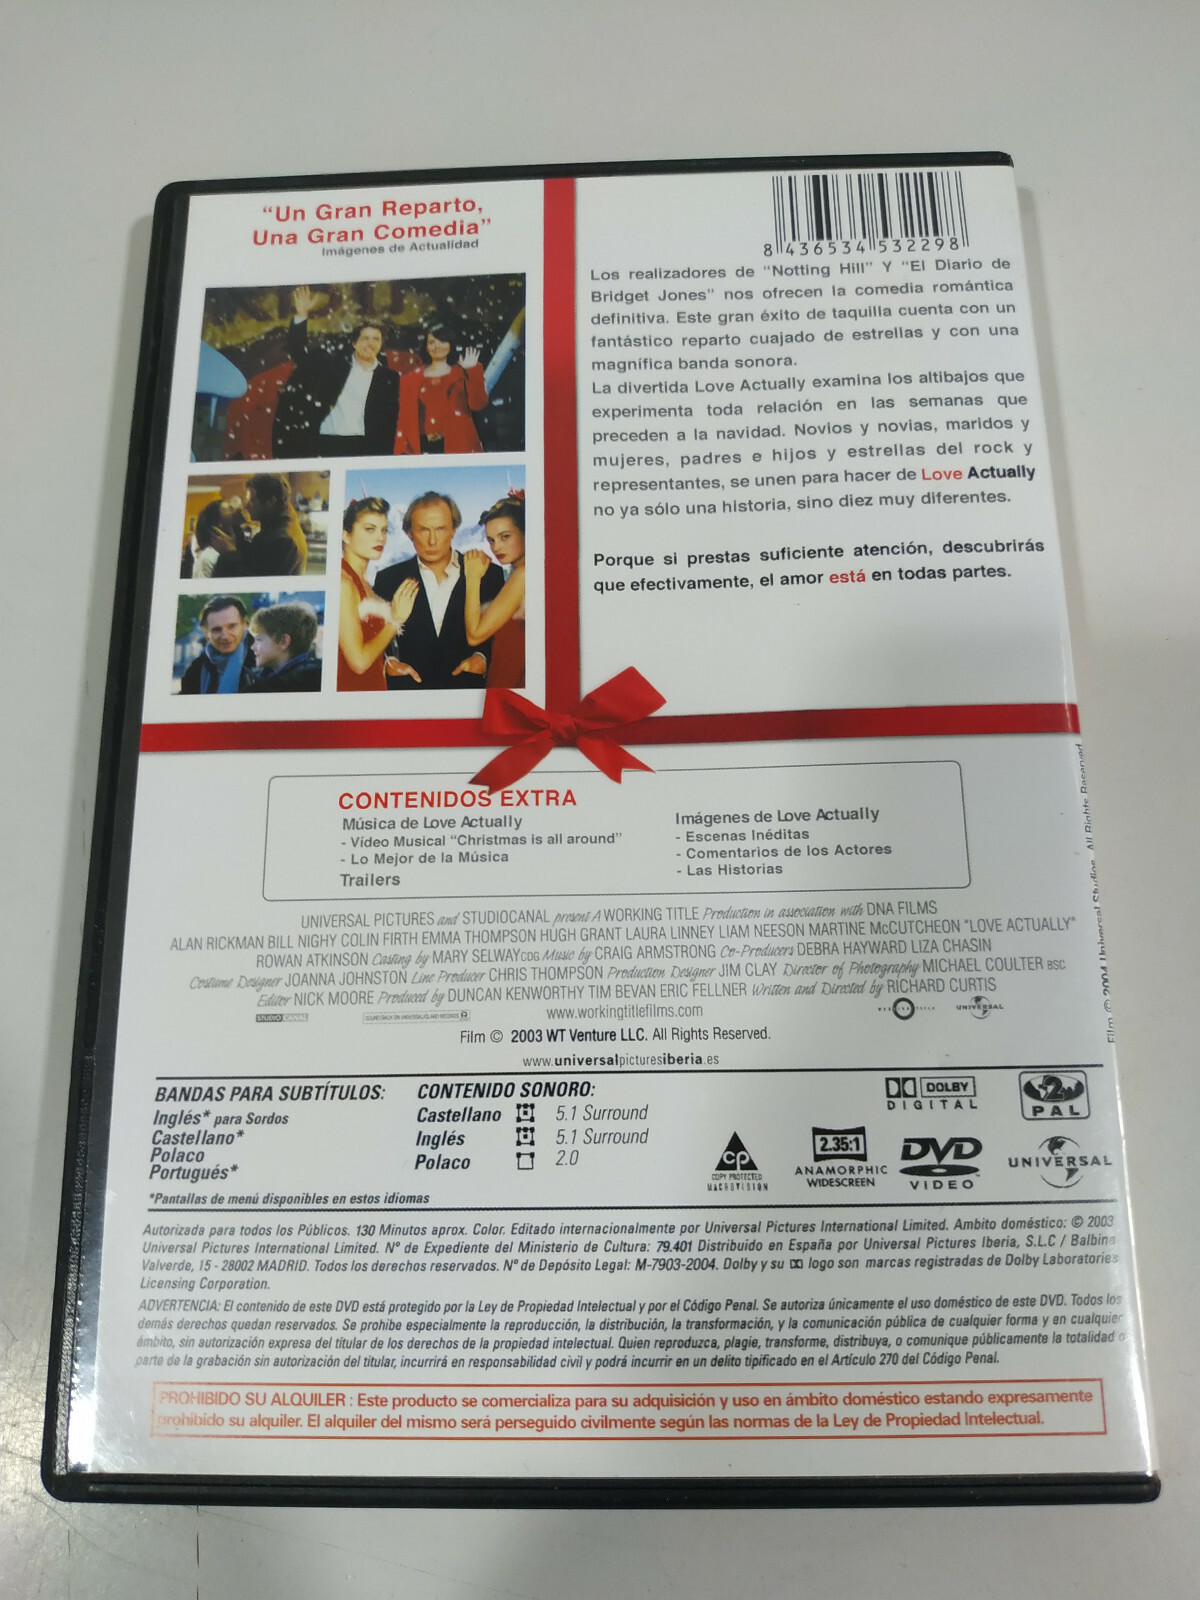 “Un Gran Reparto,
Una Gran Comedia”
Imágenes de Actualidad
8 436534 532298
Los realizadores de “Notting Hill” Y “El Diario de
Bridget Jones” nos ofrecen la comedia romántica
definitiva. Este gran éxito de taquilla cuenta con un
fantástico reparto cuajado de estrellas y con una
magnífica banda sonora.
La divertida Love Actually examina los altibajos que
experimenta toda relación en las semanas que
preceden a la navidad. Novios y novias, maridos y
mujeres, padres e hijos y estrellas del rock y
representantes, se unen para hacer de Love Actually
no ya sólo una historia, sino diez muy diferentes.
Porque si prestas suficiente atención, descubrirás
que efectivamente, el amor está en todas partes.
CONTENIDOS EXTRA
Música de Love Actually
- Vídeo Musical “Christmas is all around”
- Lo Mejor de la Música
Trailers
Imágenes de Love Actually
- Escenas Inéditas
- Comentarios de los Actores
- Las Historias
UNIVERSAL PICTURES and STUDIOCANAL present A WORKING TITLE Production in association with DNA FILMS
ALAN RICKMAN BILL NIGHY COLIN FIRTH EMMA THOMPSON HUGH GRANT LAURA LINNEY LIAM NEESON MARTINE McCUTCHEON "LOVE ACTUALLY"
ROWAN ATKINSON Casting by MARY SELWAY CDG Music by CRAIG ARMSTRONG Co-Producers DEBRA HAYWARD LIZA CHASIN
Costume Designer JOANNA JOHNSTON Line Producer CHRIS THOMPSON Production Designer JIM CLAY Director of Photography MICHAEL COULTER BSC
Editor NICK MOORE Produced by DUNCAN KENWORTHY TIM BEVAN ERIC FELLNER Written and Directed by RICHARD CURTIS
STUDIO CANAL
www.workingtitlefilms.com
UNIVERSAL
Film © 2003 WT Venture LLC. All Rights Reserved.
www.universalpicturesiberia.es
Film © 2004 Universal Studios. All Rights Reserved
BANDAS PARA SUBTÍTULOS:
Inglés* para Sordos
Castellano*
Polaco
Portugués*
*Pantallas de menú disponibles en estos idiomas
CONTENIDO SONORO:
Castellano 5.1 Surround
Inglés 5.1 Surround
Polaco 2.0
DOLBY
DIGITAL
2
PAL
CP
COPY PROTECTED
MACROVISION
2.35:1
ANAMORPHIC
WIDESCREEN
DVD
VIDEO
UNIVERSAL
Autorizada para todos los Públicos. 130 Minutos aprox. Color. Editado internacionalmente por Universal Pictures International Limited. Ambito doméstico: © 2003
Universal Pictures International Limited. Nº de Expediente del Ministerio de Cultura: 79.401 Distribuido en España por Universal Pictures Iberia, S.L.C / Balbina
Valverde, 15 - 28002 MADRID. Todos los derechos reservados. Nº de Depósito Legal: M-7903-2004. Dolby y su logo son marcas registradas de Dolby Laboratories
Licensing Corporation.
ADVERTENCIA: El contenido de este DVD está protegido por la Ley de Propiedad Intelectual y por el Código Penal. Se autoriza únicamente el uso doméstico de este DVD. Todos los
demás derechos quedan reservados. Se prohibe especialmente la reproducción, la distribución, la transformación, y la comunicación pública de cualquier forma y en cualquier
ámbito, sin autorización expresa del titular de los derechos de la propiedad intelectual. Quien reproduzca, plagie, transforme, distribuya, o comunique públicamente la totalidad o
parte de la grabación sin autorización del titular, incurrirá en responsabilidad civil y podrá incurrir en un delito tipificado en el Artículo 270 del Código Penal.
PROHIBIDO SU ALQUILER : Este producto se comercializa para su adquisición y uso en ámbito doméstico estando expresamente
prohibido su alquiler. El alquiler del mismo será perseguido civilmente según las normas de la Ley de Propiedad Intelectual.